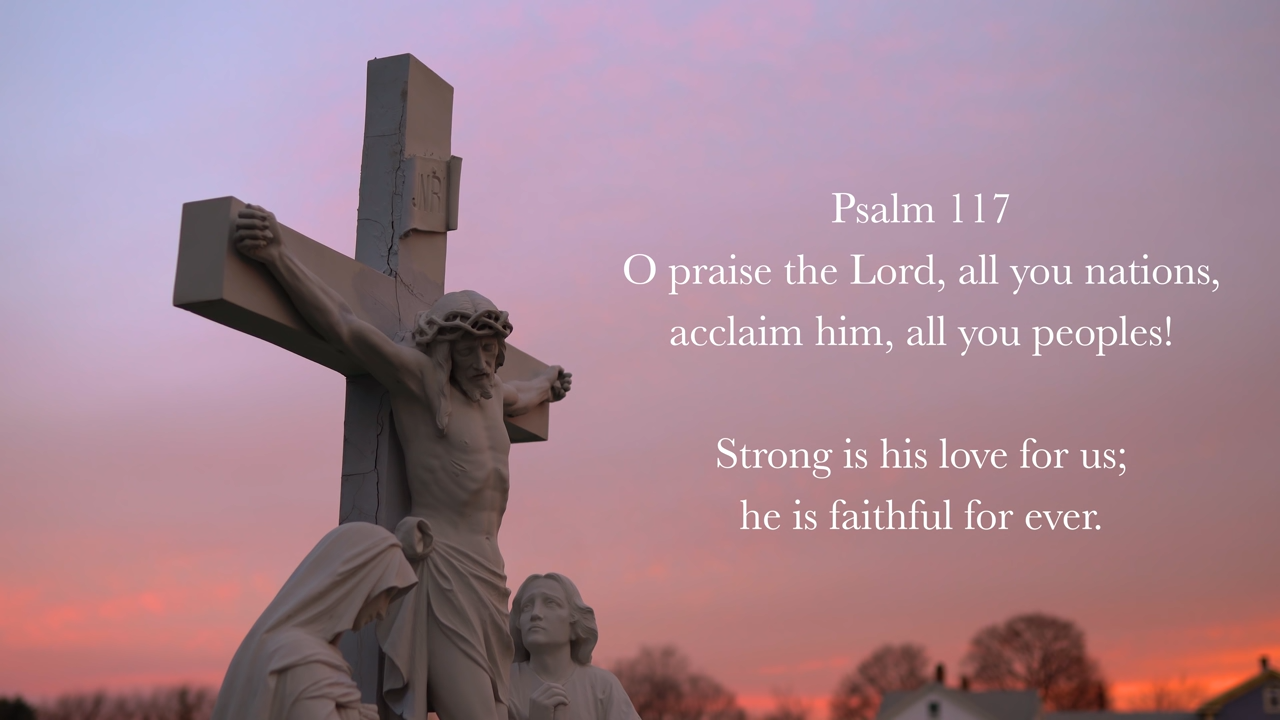 Psalm 117
O praise the Lord, all you nations,
acclaim him, all you peoples!
Strong is his love for us;
he is faithful for ever.